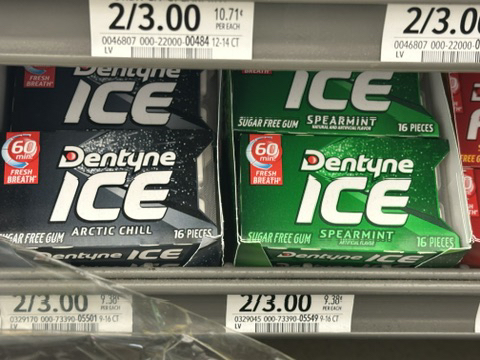 2/3.00 10.71¢
PER EACH
0046807 000-22000-00484 12-14 CT
LV
2/3.0
0046807 000-22000-
LV
FRESH
BREATH
Dentyne
ICE
60
min
FRESH
BREATH
Dentyne
ICE
ARCTIC CHILL
SUGAR FREE GUM 16 PIECES
Dentyne ICE
ICE
SPEARMINT
NATURAL AND ARTIFICIAL FLAVOR
SUGAR FREE GUM 16 PIECES
60
min
FRESH
BREATH
Dentyne
ICE
SPEARMINT
ARTIFICIAL FLAVOR
SUGAR FREE GUM 16 PIECES
Dentyne ICE
2/3.00 9.38¢
PER EACH
0329170 000-73390-05501 9-16 CT
LV
2/3.00 9.38¢
PER EACH
0329045 000-73390-05549 9-16 CT
LV